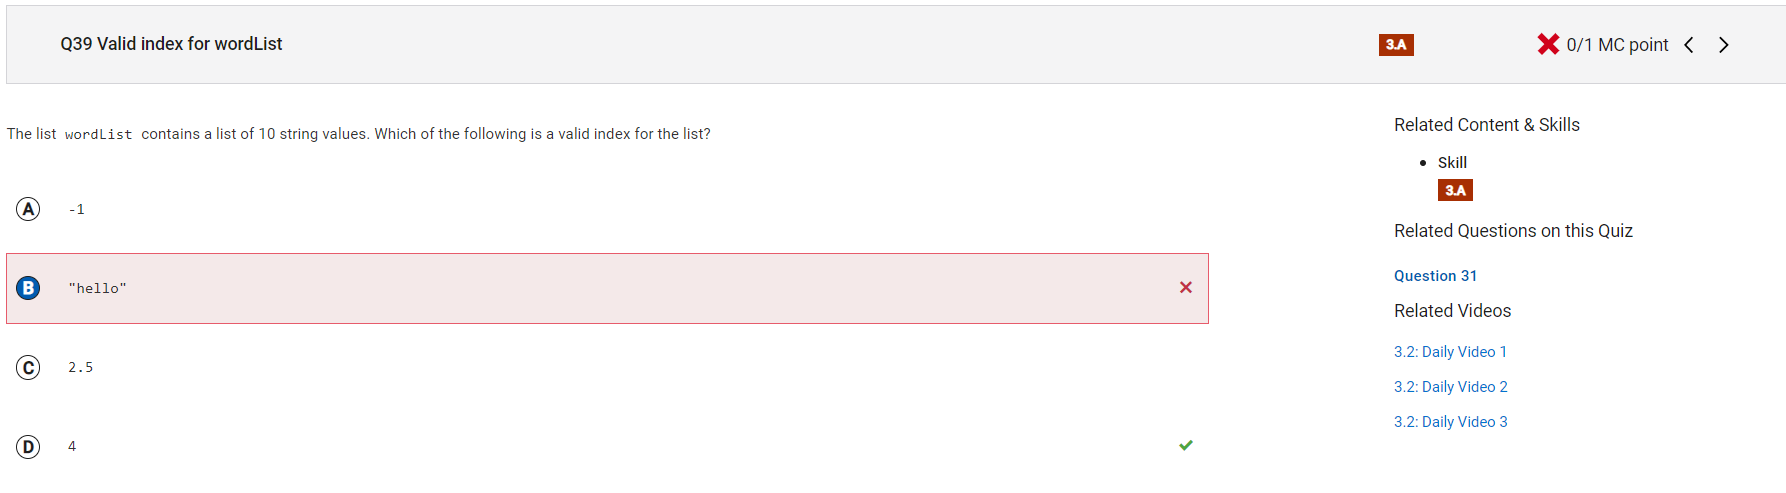 Q39 Valid index for wordList
3.A
0/1 MC point
The list wordList contains a list of 10 string values. Which of the following is a valid index for the list?
A -1
B "hello"
C 2.5
D 4
Related Content & Skills
Skill
3.A
Related Questions on this Quiz
Question 31
Related Videos
3.2: Daily Video 1
3.2: Daily Video 2
3.2: Daily Video 3